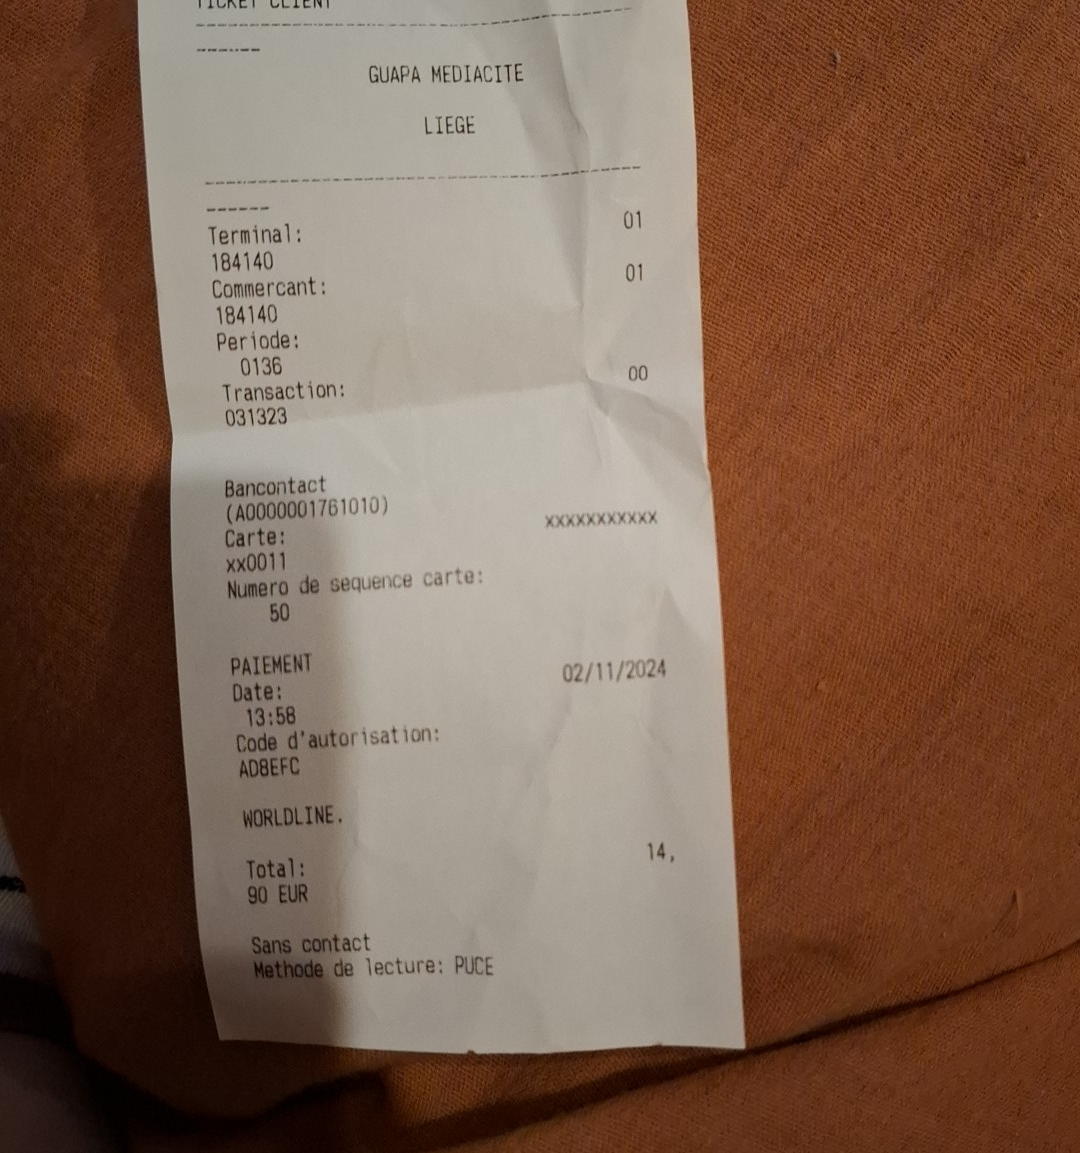 TICKET CLIENT
------------------------------------------
------
GUAPA MEDIACITE
LIEGE
------------------------------------------
------
Terminal: 01
184140
Commercant: 01
184140
Periode:
0136
Transaction: 00
031323
Bancontact
(A0000001761010)
Carte: xxxxxxxxxxx
xx0011
Numero de sequence carte:
50
PAIEMENT
Date: 02/11/2024
13:58
Code d'autorisation:
AD8EFC
WORLDLINE.
Total: 14,
90 EUR
Sans contact
Methode de lecture: PUCE